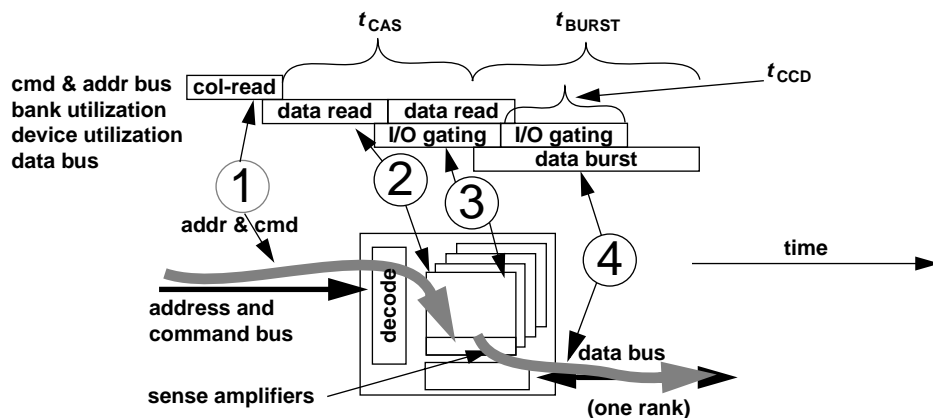 tCAS
tBURST
tCCD
cmd & addr bus
col-read
bank utilization
data read
data read
device utilization
I/O gating
I/O gating
data bus
data burst
1
2
3
4
addr & cmd
time
decode
address and
command bus
data bus
sense amplifiers
(one rank)